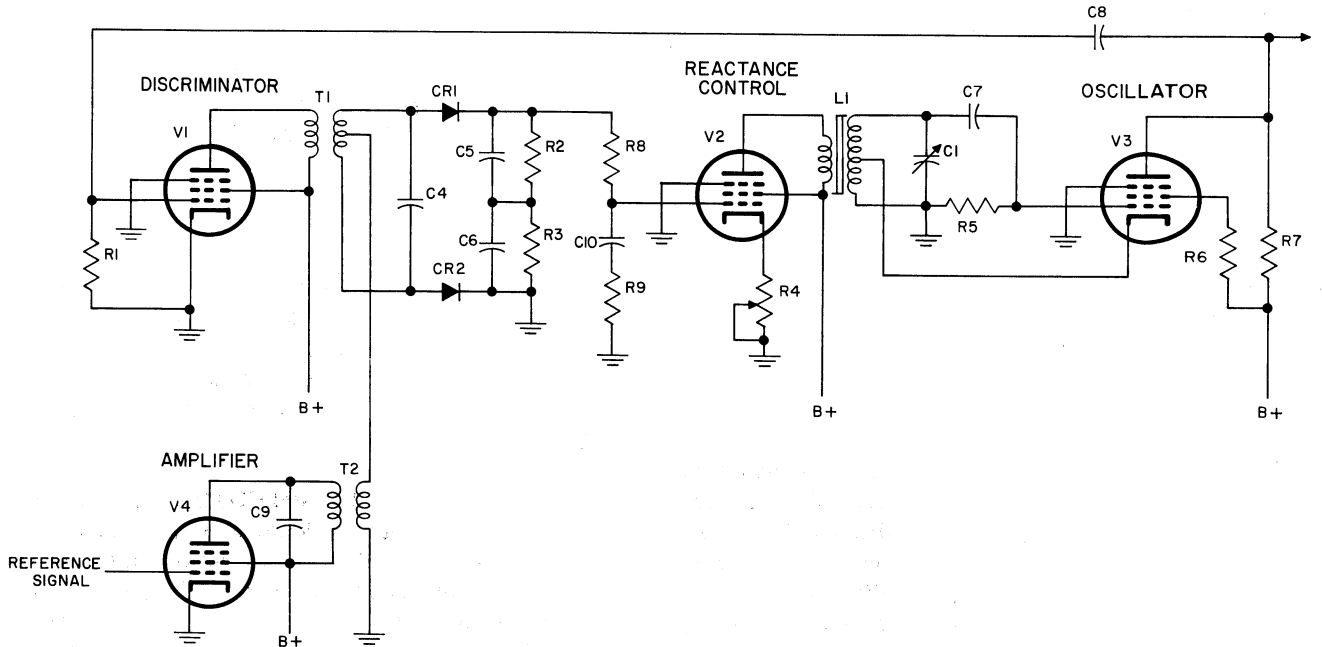 C8
DISCRIMINATOR
REACTANCE
CONTROL
OSCILLATOR
T1
CR1
L1
C7
V1
V2
V3
C5
R2
R8
C1
C4
R1
C6
R3
C10
R5
R6
R7
CR2
R9
R4
B+
B+
B+
AMPLIFIER
T2
V4
C9
REFERENCE
SIGNAL
B+